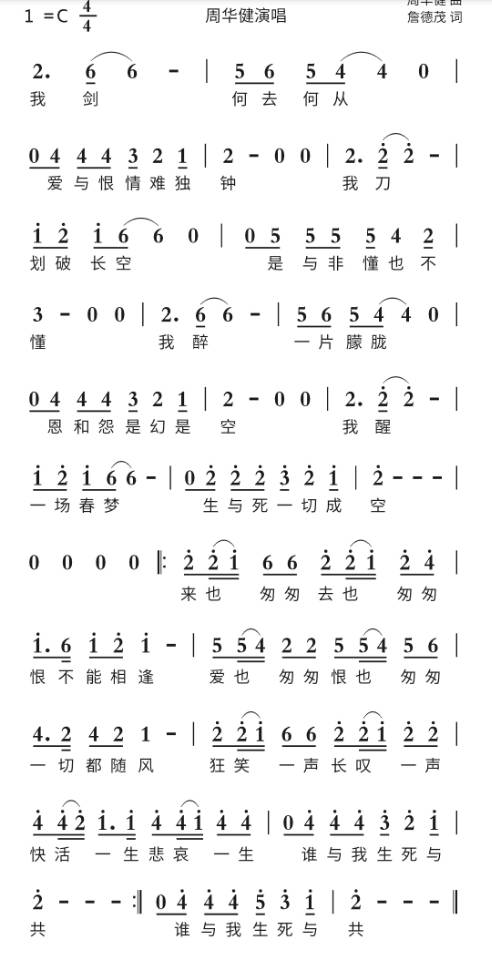 1 =C 4/4 周华健演唱 周华健 曲
詹德茂 词
2. 6 6 - | 5 6 5 4 4 0 |
我 剑 何 去 何 从
0 4 4 4 3 2 1 | 2 - 0 0 | 2. 2 2 - |
爱 与 恨 情 难 独 钟 我 刀
1 2 1 6 6 0 | 0 5 5 5 5 4 2 |
划 破 长 空 是 与 非 懂 也 不
3 - 0 0 | 2. 6 6 - | 5 6 5 4 4 0 |
懂 我 醉 一 片 朦 胧
0 4 4 4 3 2 1 | 2 - 0 0 | 2. 2 2 - |
恩 和 怨 是 幻 是 空 我 醒
1 2 1 6 6 - | 0 2 2 2 3 2 1 | 2 - - - |
一 场 春 梦 生 与 死 一 切 成 空
0 0 0 0 |: 2 2 1 6 6 2 2 1 2 4 |
来 也 匆 匆 去 也 匆 匆
1. 6 1 2 1 - | 5 5 4 2 2 5 5 4 5 6 |
恨 不 能 相 逢 爱 也 匆 匆 恨 也 匆 匆
4. 2 4 2 1 - | 2 2 1 6 6 2 2 1 2 2 |
一 切 都 随 风 狂 笑 一 声 长 叹 一 声
4 4 2 1. 1 4 4 1 4 4 | 0 4 4 4 3 2 1 |
快 活 一 生 悲 哀 一 生 谁 与 我 生 死 与
2 - - - :| 0 4 4 4 5 3 1 | 2 - - - ||
共 谁 与 我 生 死 与 共